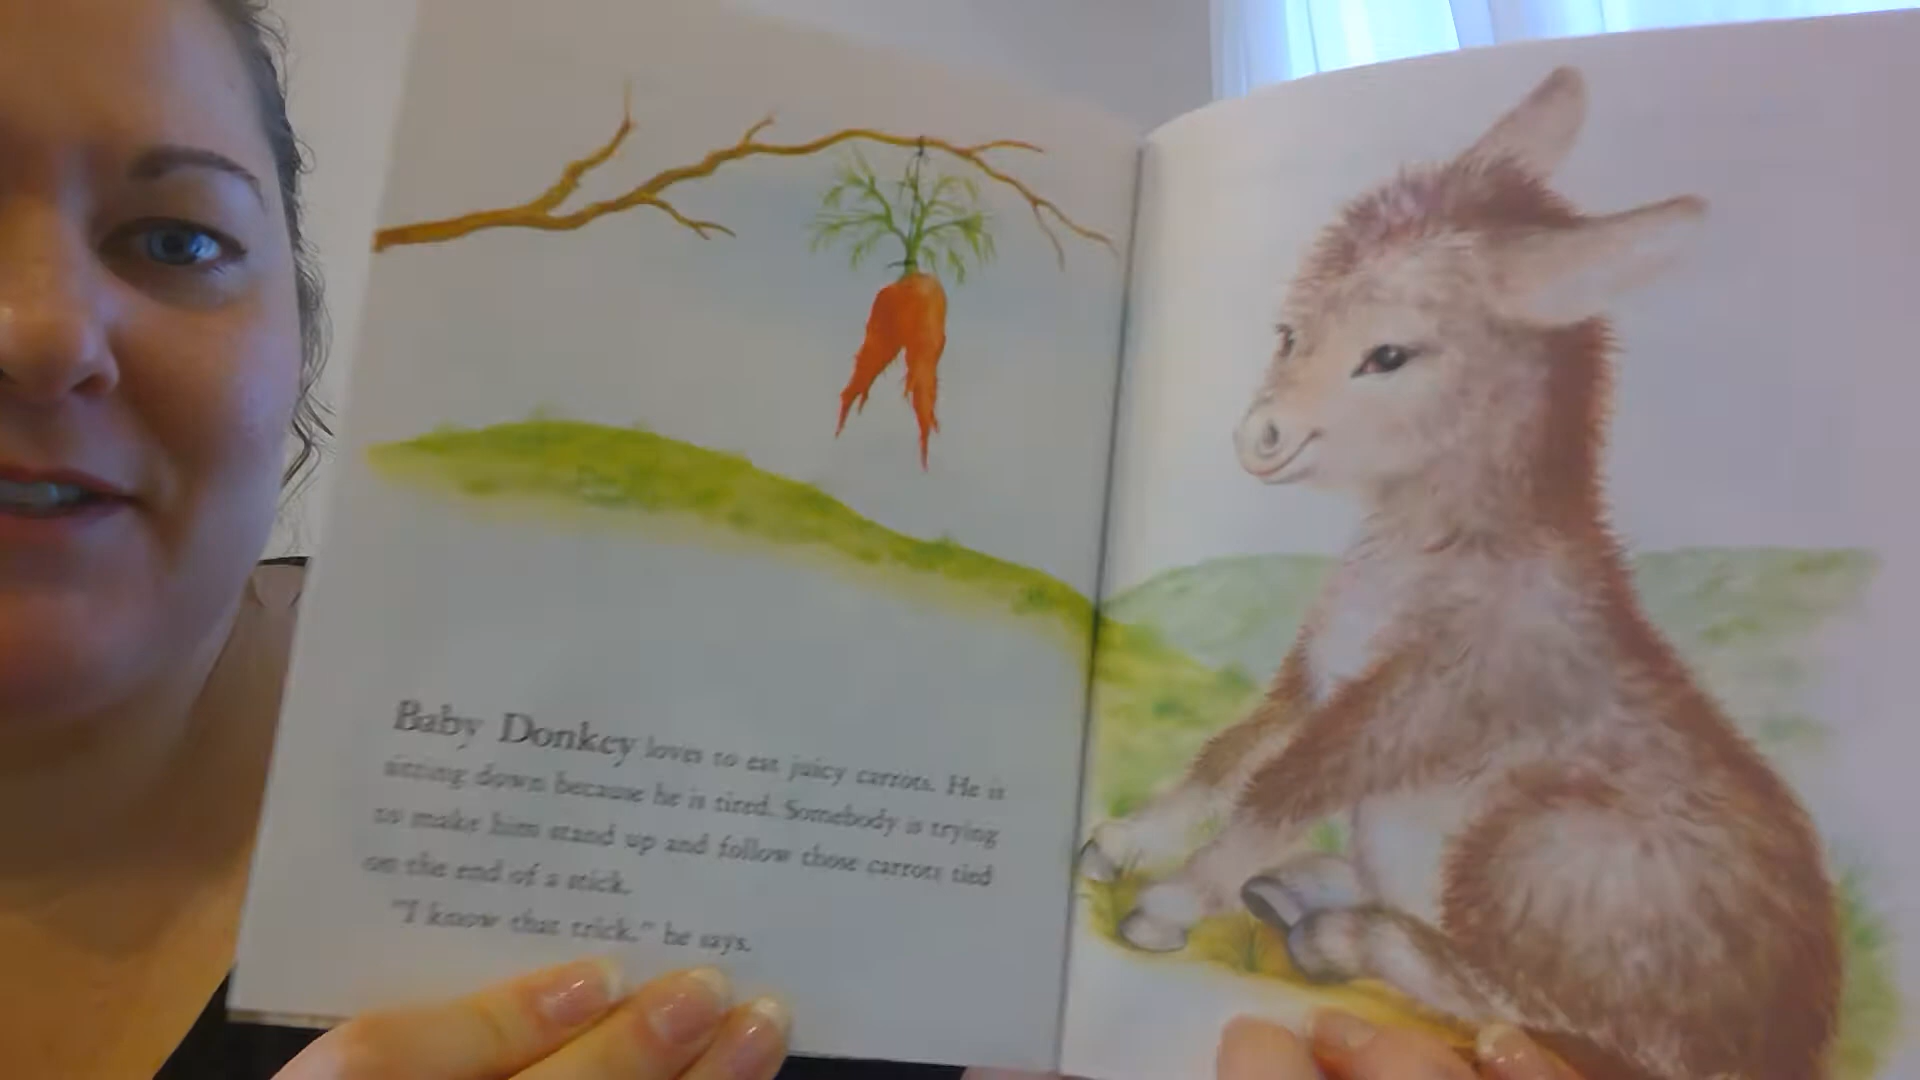 Baby Donkey loves to eat juicy carrots. He is
sitting down because he is tired. Somebody is trying
to make him stand up and follow those carrots tied
on the end of a stick.
"I know that trick." he says.